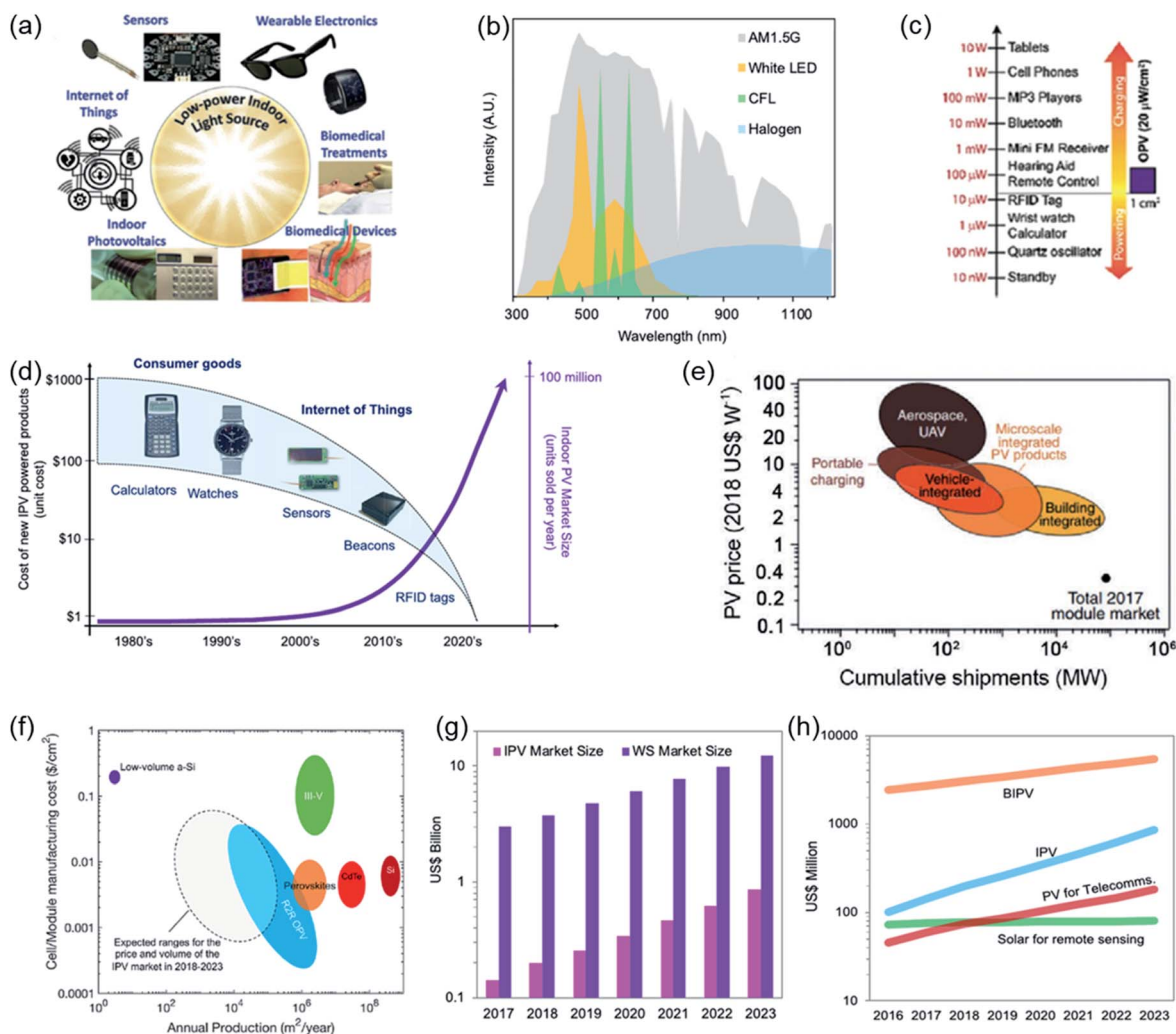 (a)
Sensors
Wearable Electronics
Internet of
Things
Low-power Indoor
Light Source
Biomedical
Treatments
Indoor
Photovoltaics
Biomedical Devices
(b)
AM1.5G
White LED
CFL
Halogen
Intensity (A.U.)
300 500 700 900 1100
Wavelength (nm)
(c)
10 W Tablets
1 W Cell Phones
100 mW MP3 Players
10 mW Bluetooth
1 mW Mini FM Receiver
100 µW Hearing Aid
Remote Control
10 µW RFID Tag
1 µW Wrist watch
Calculator
100 nW Quartz oscillator
10 nW Standby
Charging
Powering
OPV (20 µW/cm²)
1 cm²
(d)
Cost of new IPV powered products
(unit cost)
$1000
$100
$10
$1
Consumer goods
Internet of Things
Calculators
Watches
Sensors
Beacons
RFID tags
1980's 1990's 2000's 2010's 2020's
100 million
Indoor PV Market Size
(units sold per year)
(e)
PV price (2018 US$ W⁻¹)
100
40
20
10
4
2
1
0.4
0.2
0.1
Aerospace,
UAV
Microscale
integrated
PV products
Portable
charging
Vehicle-
integrated
Building
integrated
Total 2017
module market
10⁰ 10² 10⁴ 10⁶
Cumulative shipments (MW)
(f)
Cell/Module manufacturing cost ($/cm²)
1
0.1
0.01
0.001
0.0001
Low-volume a-Si
III-V
Perovskites
CdTe
Si
R2R OPV
Expected ranges for the
price and volume of the
IPV market in 2018-2023
10⁰ 10² 10⁴ 10⁶ 10⁸
Annual Production (m²/year)
(g)
IPV Market Size WS Market Size
US$ Billion
10
1
0.1
2017 2018 2019 2020 2021 2022 2023
(h)
US$ Million
10000
1000
100
10
BIPV
IPV
PV for Telecomms.
Solar for remote sensing
2016 2017 2018 2019 2020 2021 2022 2023